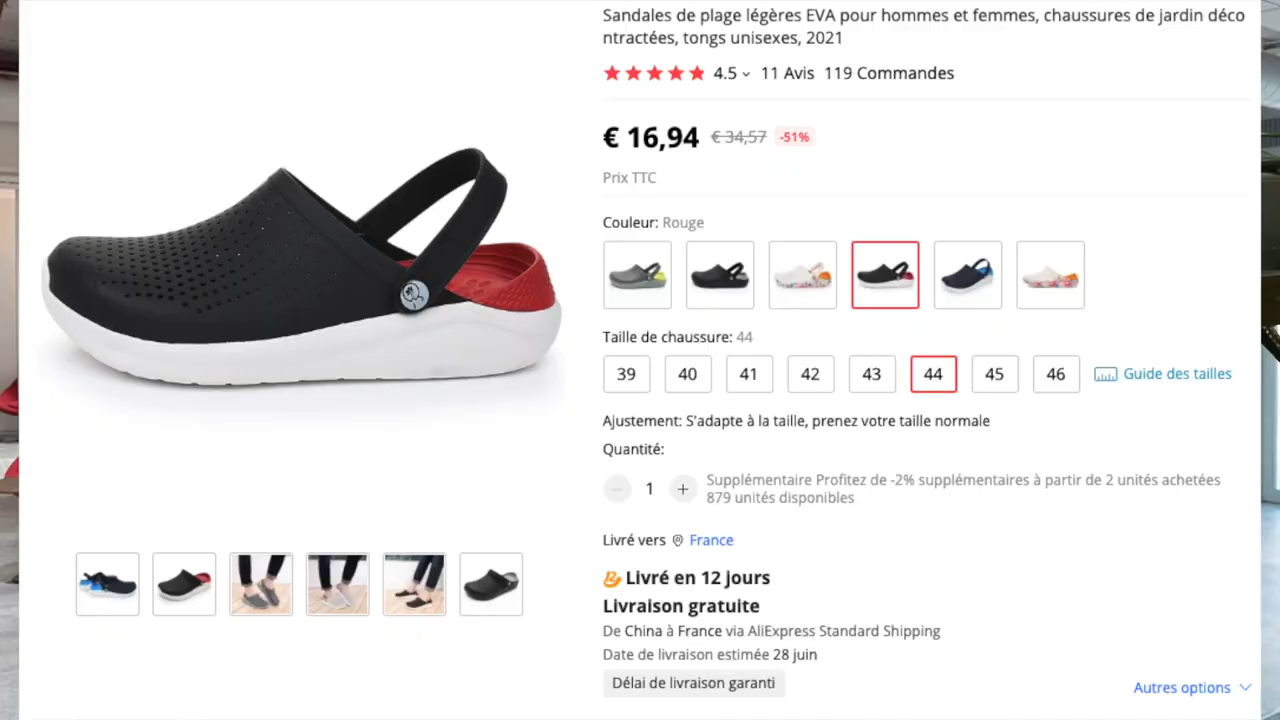 Sandales de plage légères EVA pour hommes et femmes, chaussures de jardin déco
ntractées, tongs unisexes, 2021
4.5 11 Avis 119 Commandes
€ 16,94 € 34,57 -51%
Prix TTC
Couleur: Rouge
Taille de chaussure: 44
39 40 41 42 43 44 45 46 Guide des tailles
Ajustement: S'adapte à la taille, prenez votre taille normale
Quantité:
− 1 + Supplémentaire Profitez de -2% supplémentaires à partir de 2 unités achetées
879 unités disponibles
Livré vers France
Livré en 12 jours
Livraison gratuite
De China à France via AliExpress Standard Shipping
Date de livraison estimée 28 juin
Délai de livraison garanti
Autres options